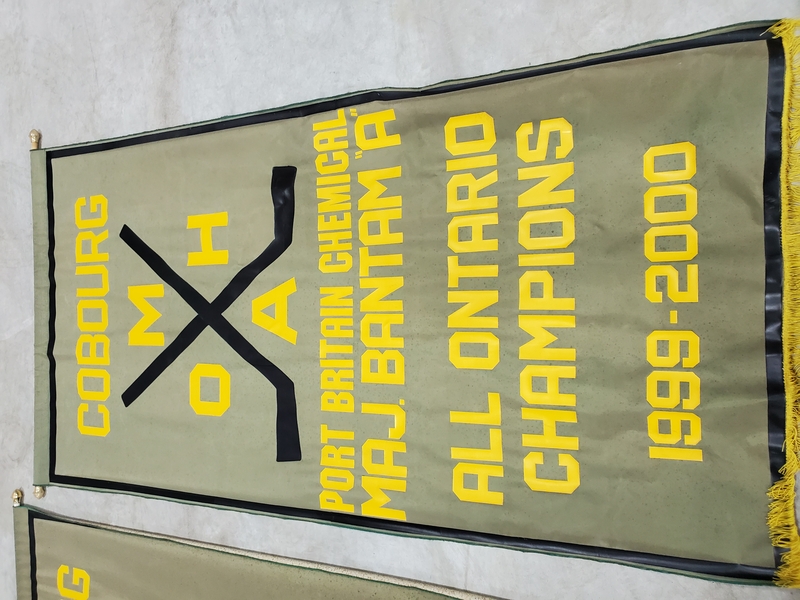 COBOURG
M
O H
A
PORT BRITAIN CHEMICAL
MAJ. BANTAM "A"
ALL ONTARIO
CHAMPIONS
1999-2000
G